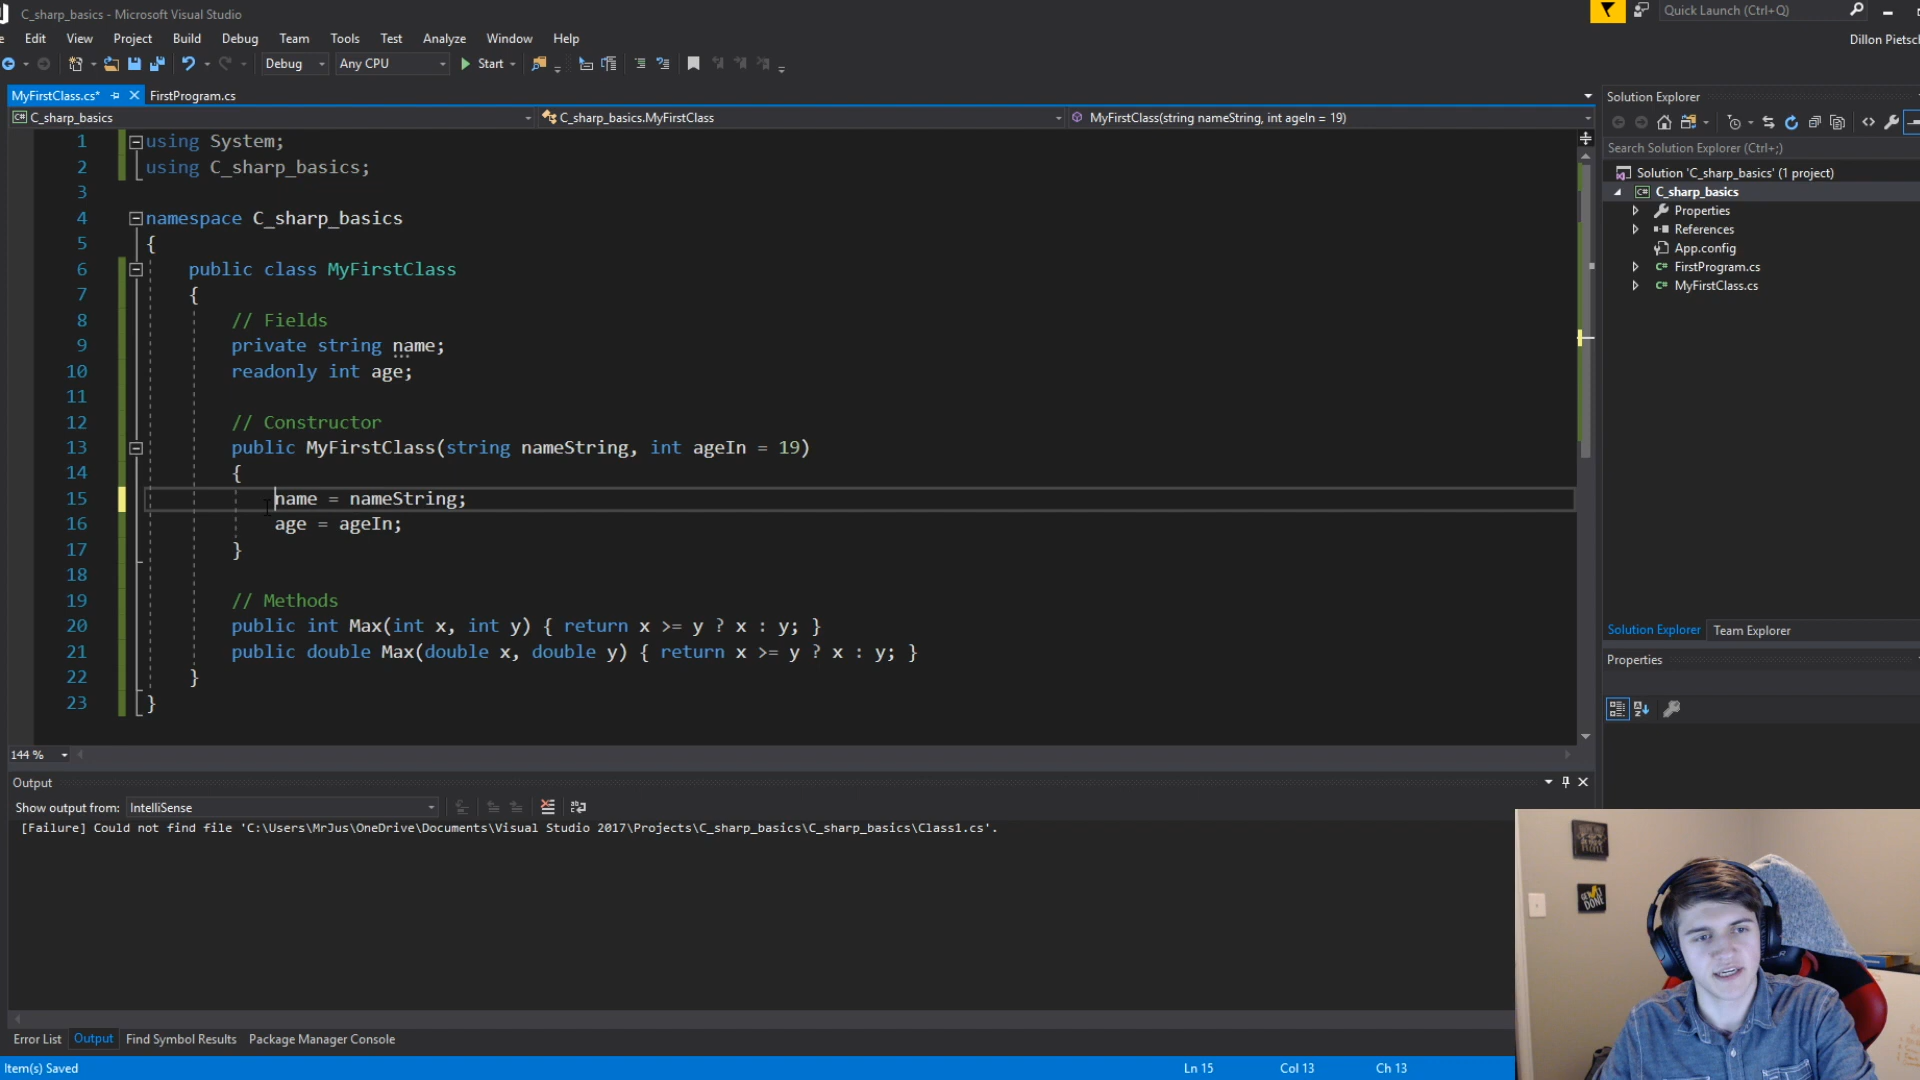 C_sharp_basics - Microsoft Visual Studio
Quick Launch (Ctrl+Q)
Edit View Project Build Debug Team Tools Test Analyze Window Help
Dillon Pietsc
Debug Any CPU Start
MyFirstClass.cs* FirstProgram.cs
C_sharp_basics C_sharp_basics.MyFirstClass MyFirstClass(string nameString, int ageIn = 19)
1 using System;
2 using C_sharp_basics;
3
4 namespace C_sharp_basics
5 {
6 public class MyFirstClass
7 {
8 // Fields
9 private string name;
10 readonly int age;
11
12 // Constructor
13 public MyFirstClass(string nameString, int ageIn = 19)
14 {
15 name = nameString;
16 age = ageIn;
17 }
18
19 // Methods
20 public int Max(int x, int y) { return x >= y ? x : y; }
21 public double Max(double x, double y) { return x >= y ? x : y; }
22 }
23 }
144 %
Solution Explorer
Search Solution Explorer (Ctrl+;)
Solution 'C_sharp_basics' (1 project)
C_sharp_basics
Properties
References
App.config
FirstProgram.cs
MyFirstClass.cs
Solution Explorer Team Explorer
Properties
Output
Show output from: IntelliSense
[Failure] Could not find file 'C:\Users\MrJus\OneDrive\Documents\Visual Studio 2017\Projects\C_sharp_basics\C_sharp_basics\Class1.cs'.
Error List Output Find Symbol Results Package Manager Console
Item(s) Saved Ln 15 Col 13 Ch 13
DONE